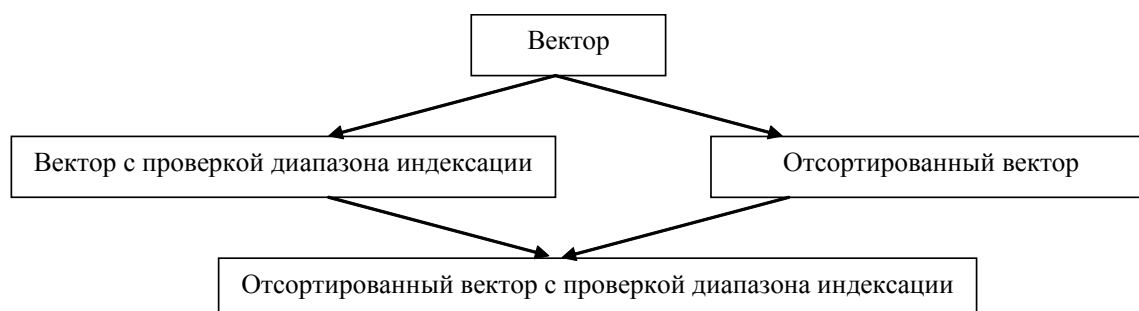 Вектор
Вектор с проверкой диапазона индексации
Отсортированный вектор
Отсортированный вектор с проверкой диапазона индексации